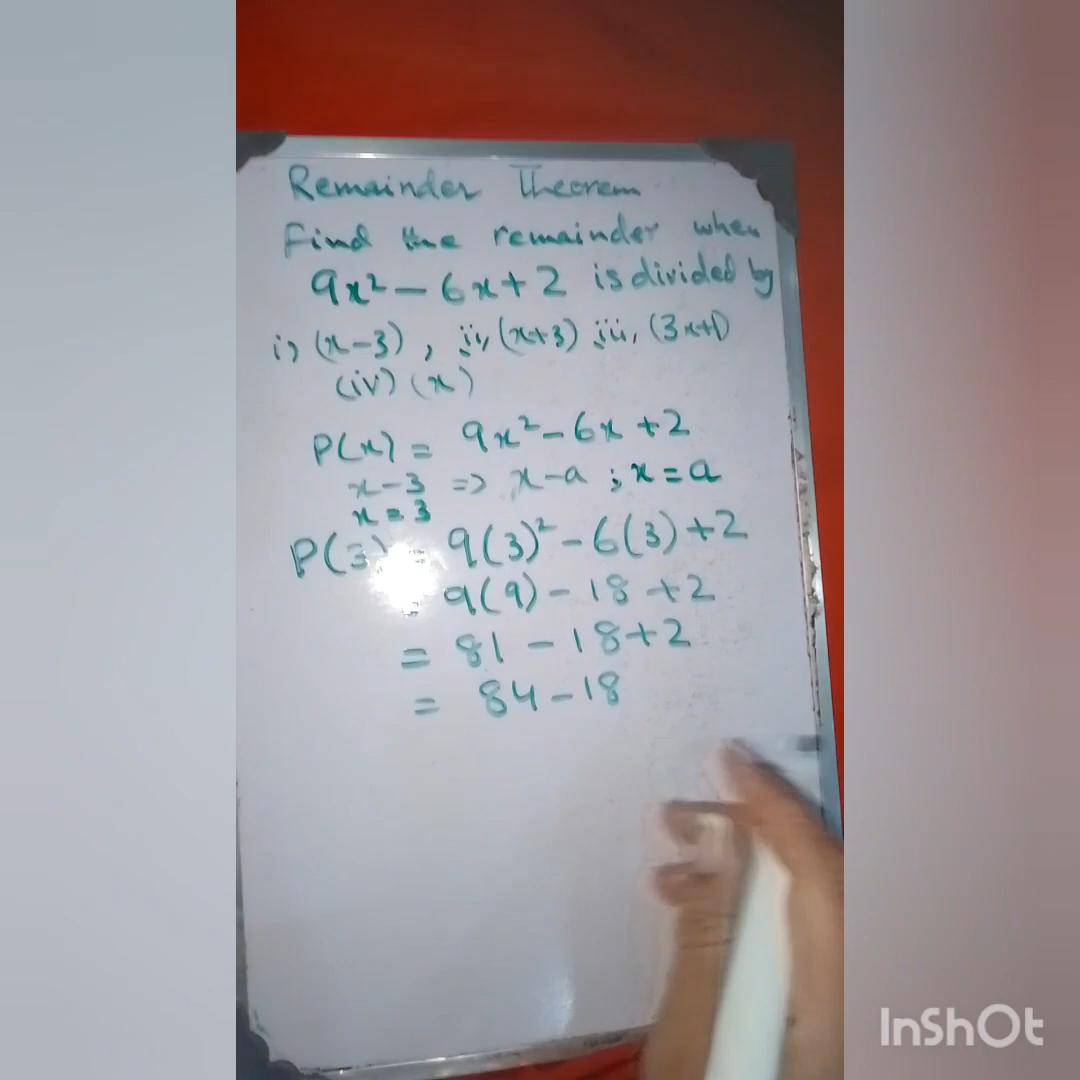 Remainder Theorem
Find the remainder when
9x² - 6x + 2 is divided by
i) (x-3), ii, (x+3) iii, (3x+1)
(iv) (x)
P(x) = 9x² - 6x + 2
x - 3 => x - a ; x = a
x = 3
P(3) = 9(3)² - 6(3) + 2
= 9(9) - 18 + 2
= 81 - 18 + 2
= 84 - 18
InShOt